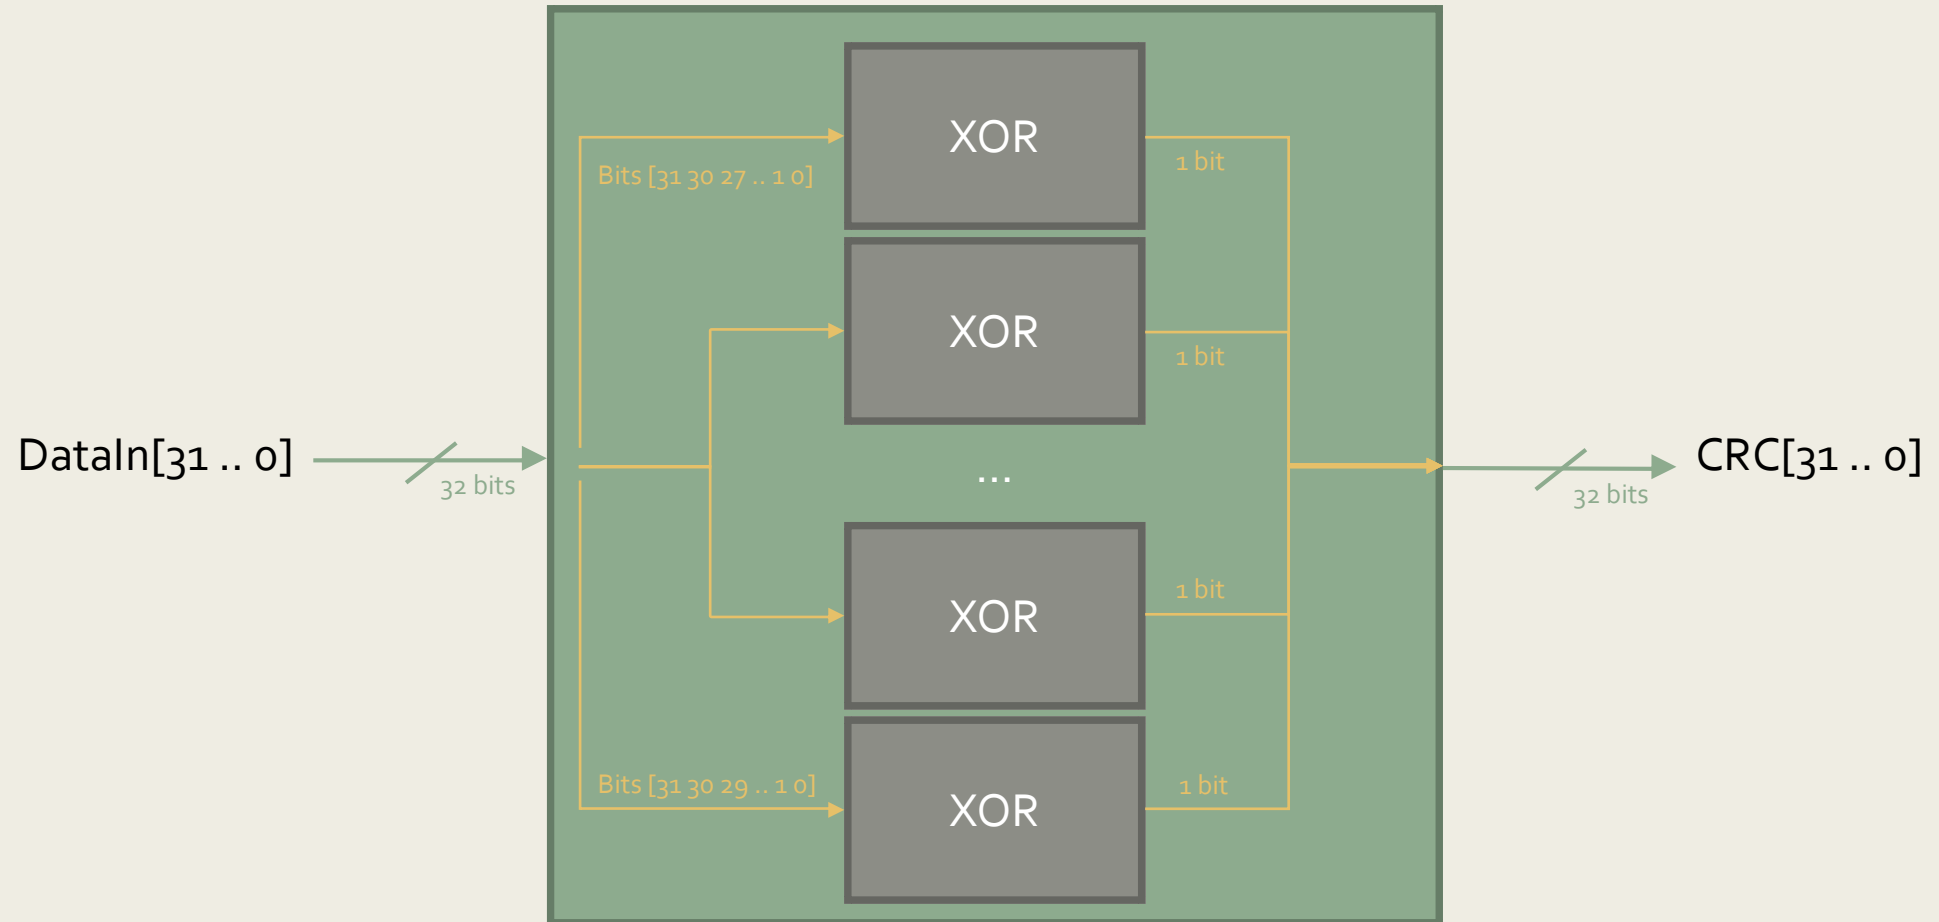 XOR
Bits [31 30 27 .. 1 0]
1 bit
XOR
1 bit
DataIn[31 .. 0]
32 bits
...
CRC[31 .. 0]
32 bits
XOR
1 bit
Bits [31 30 29 .. 1 0]
XOR
1 bit